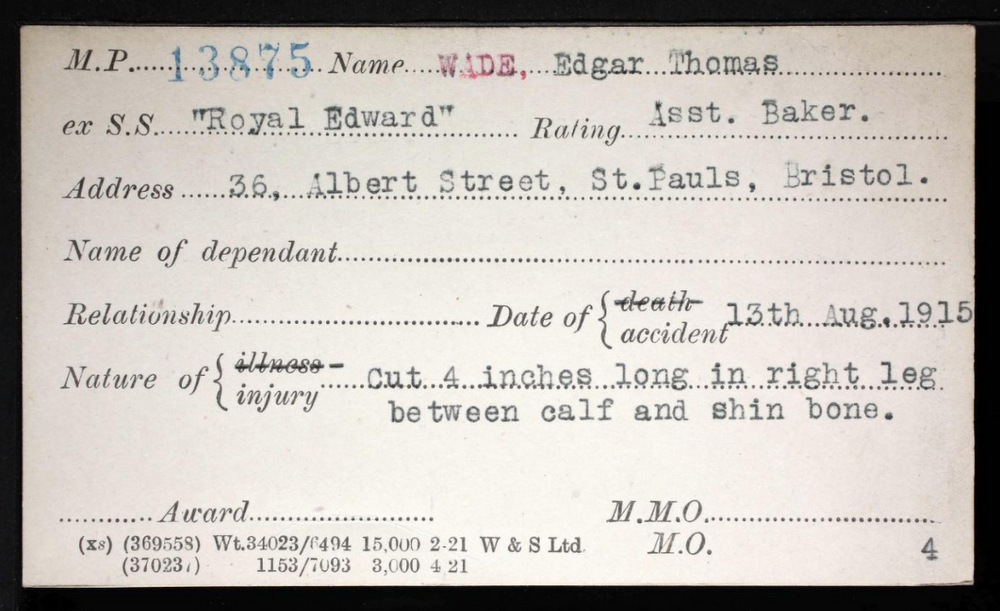 M.P. 13875 Name WADE, Edgar Thomas
ex S.S. "Royal Edward" Rating Asst. Baker.
Address 36, Albert Street, St.Pauls, Bristol.
Name of dependant
Relationship Date of { death accident 13th Aug. 1915
Nature of { illness injury Cut 4 inches long in right leg
between calf and shin bone.
Award M.M.O.
(xs) (369558) Wt.34023/6494 15,000 2-21 W & S Ltd. M.O. 4
1153/7093 3,000 4 21